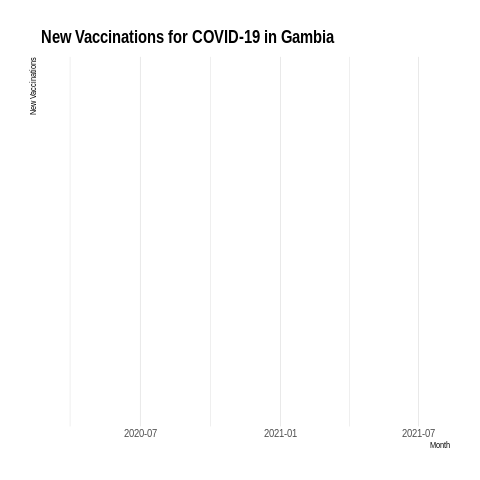 New Vaccinations for COVID-19 in Gambia
New Vaccinations
2020-07
2021-01
2021-07
Month